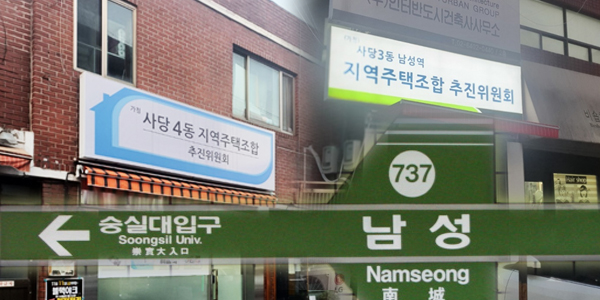 가칭
사당4동 지역주택조합
추진위원회
URBAN GROUP
사당3동 남성역
지역주택조합 추진위원회
737
숭실대입구
Soongsil Univ.
崇實大入口
남성
Namseong
南城